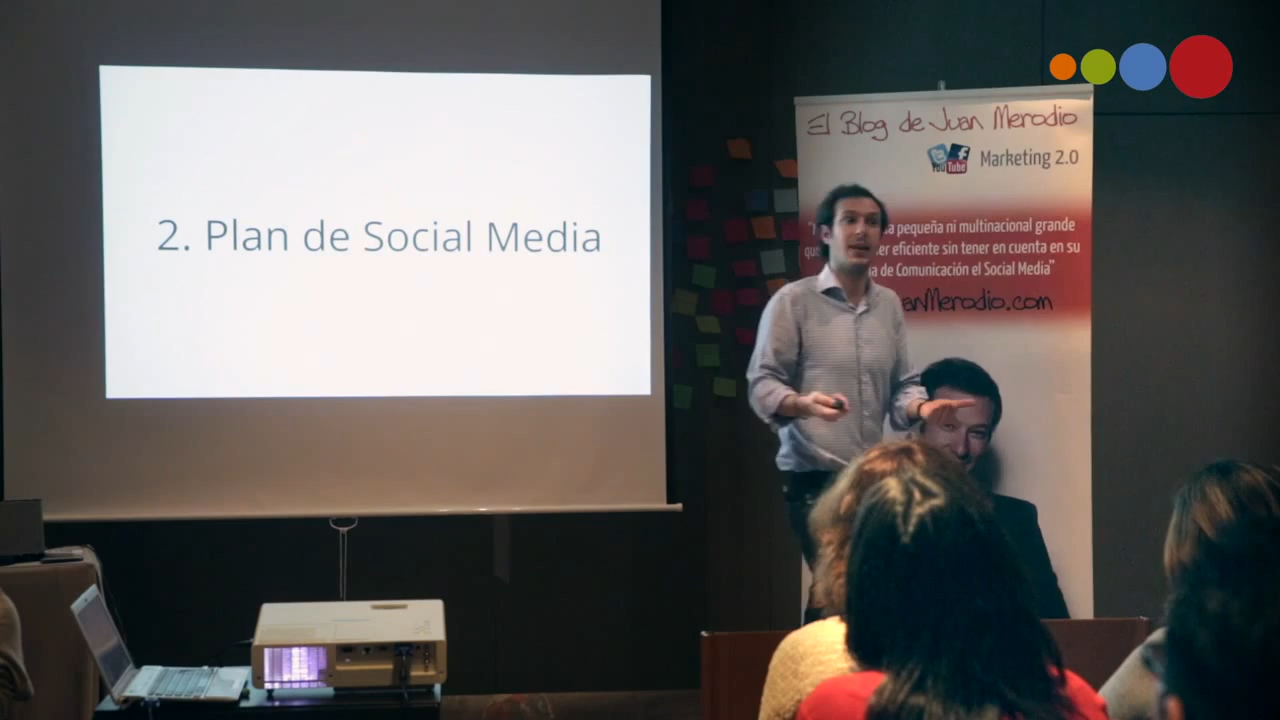 2. Plan de Social Media
El Blog de Juan Merodio
YouTube
Marketing 2.0
pequeña ni multinacional grande
eficiente sin tener en cuenta en su
de Comunicación el Social Media”
anMerodio.com